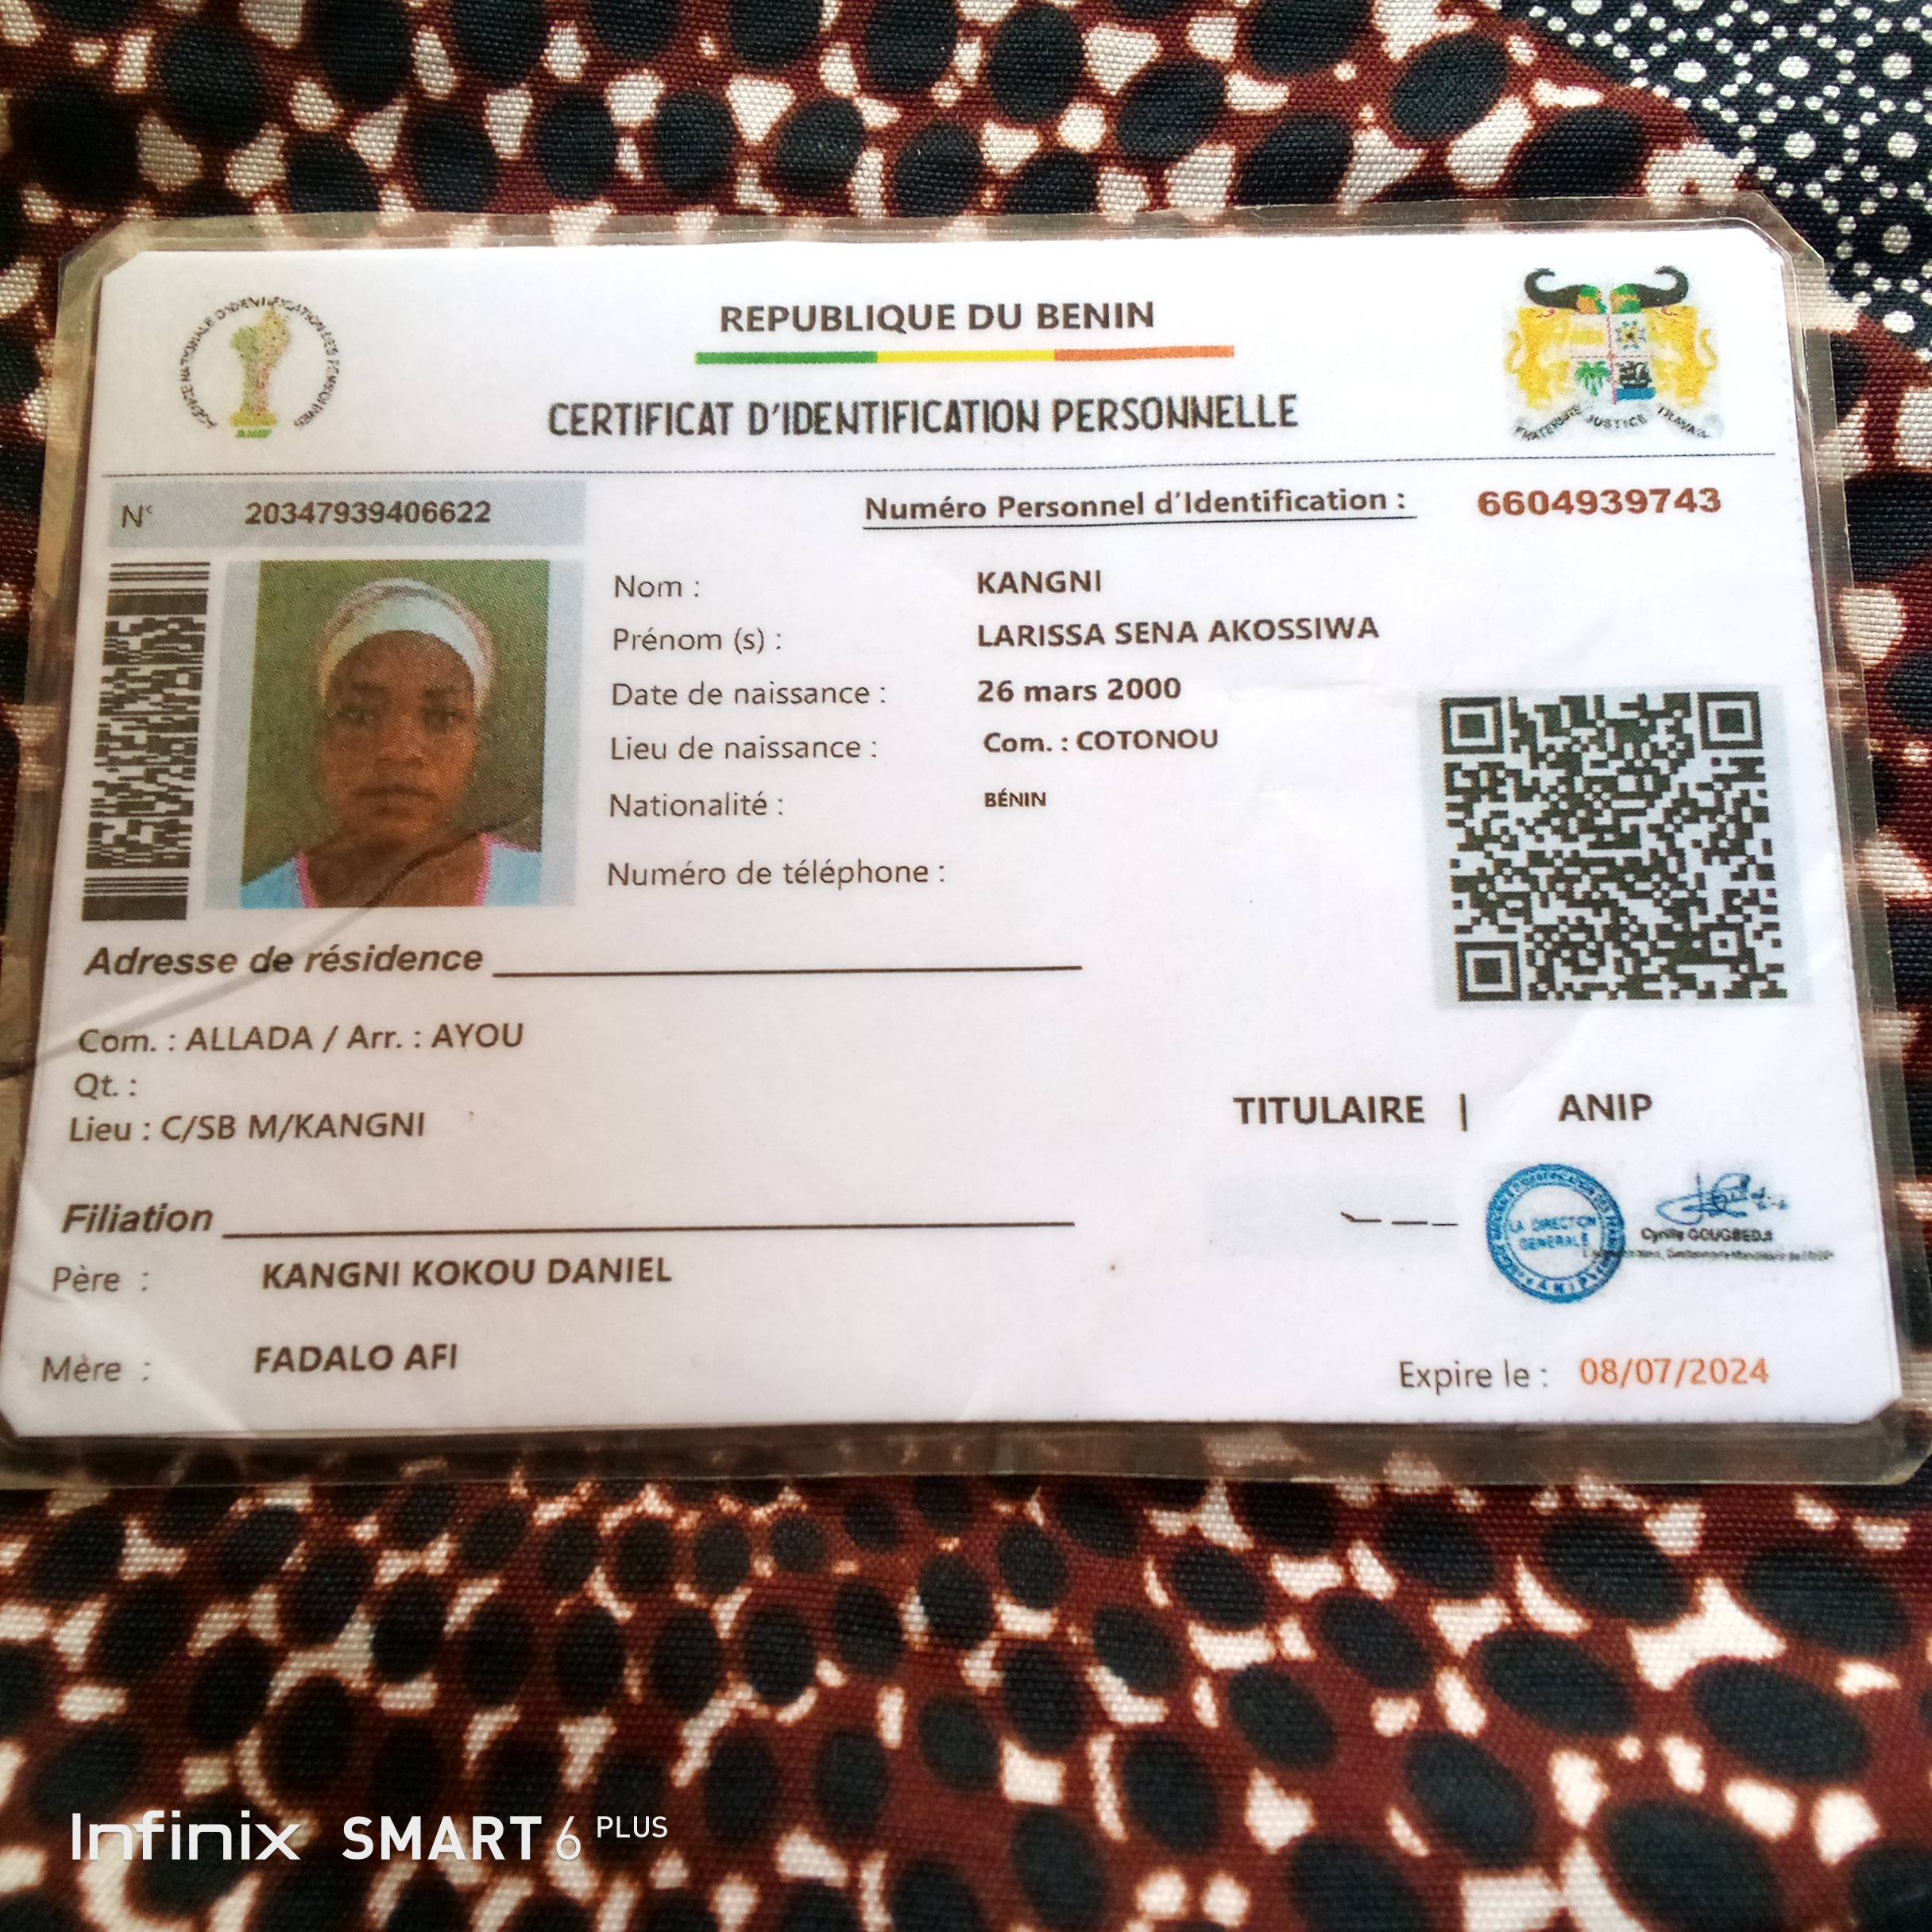 AGENCE NATIONALE D'IDENTIFICATION DES PERSONNES
ANIP
REPUBLIQUE DU BENIN
CERTIFICAT D'IDENTIFICATION PERSONNELLE
FRATERNITE JUSTICE TRAVAIL
N° 20347939406622
Numéro Personnel d'Identification : 6604939743
Nom : KANGNI
Prénom (s) : LARISSA SENA AKOSSIWA
Date de naissance : 26 mars 2000
Lieu de naissance : Com. : COTONOU
Nationalité : BÉNIN
Numéro de téléphone :
Adresse de résidence
Com. : ALLADA / Arr. : AYOU
Qt. :
Lieu : C/SB M/KANGNI
TITULAIRE | ANIP
LA DIRECTION
GENERALE
Cyrille GOUGBEDJI
Filiation
Père : KANGNI KOKOU DANIEL
Mère : FADALO AFI
Expire le : 08/07/2024
Infinix SMART 6 PLUS